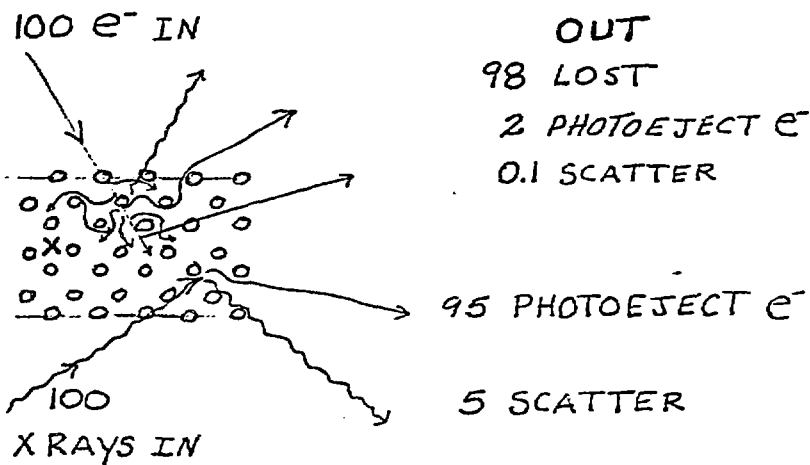 100 e⁻ IN
OUT
98 LOST
2 PHOTOEJECT e⁻
0.1 SCATTER
X
95 PHOTOEJECT e⁻
100
X RAYS IN
5 SCATTER